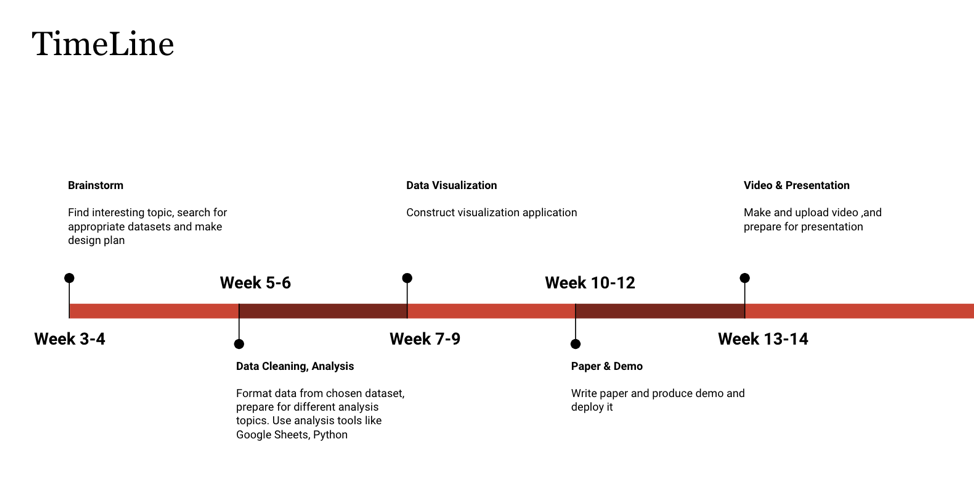 TimeLine
Brainstorm
Find interesting topic, search for
appropriate datasets and make
design plan
Data Visualization
Construct visualization application
Video & Presentation
Make and upload video ,and
prepare for presentation
Week 5-6
Week 10-12
Week 3-4
Week 7-9
Week 13-14
Data Cleaning, Analysis
Format data from chosen dataset,
prepare for different analysis
topics. Use analysis tools like
Google Sheets, Python
Paper & Demo
Write paper and produce demo and
deploy it